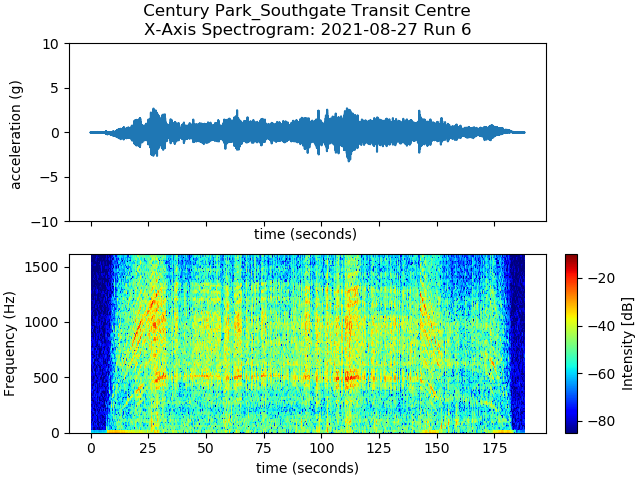 Century Park_Southgate Transit Centre
X-Axis Spectrogram: 2021-08-27 Run 6
10
5
0
−5
−10
acceleration (g)
time (seconds)
1500
1000
500
0
Frequency (Hz)
0 25 50 75 100 125 150 175
time (seconds)
−20
−40
−60
−80
Intensity [dB]